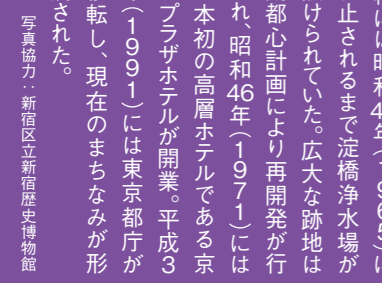 止されるまで淀橋浄水場が
けられていた。広大な跡地は
都心計画により再開発が行
れ、昭和46年(1971)には
本初の高層ホテルである京
プラザホテルが開業。平成3
(1991)には東京都庁が
転し、現在のまちなみが形
された。
写真協力:新宿区立新宿歴史博物館